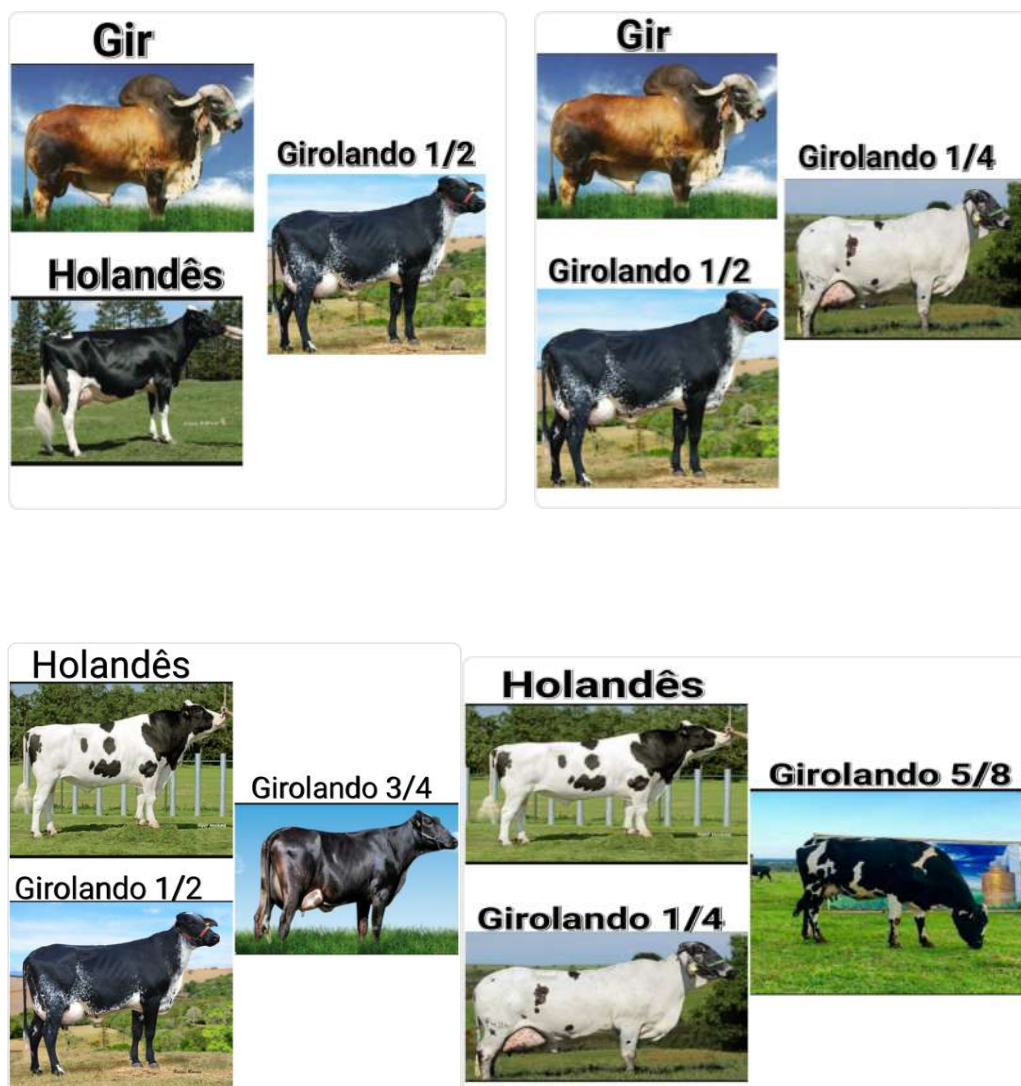 Gir
Girolando 1/2
Holandês
Gir
Girolando 1/4
Girolando 1/2
Holandês
Girolando 3/4
Girolando 1/2
Holandês
Girolando 5/8
Girolando 1/4